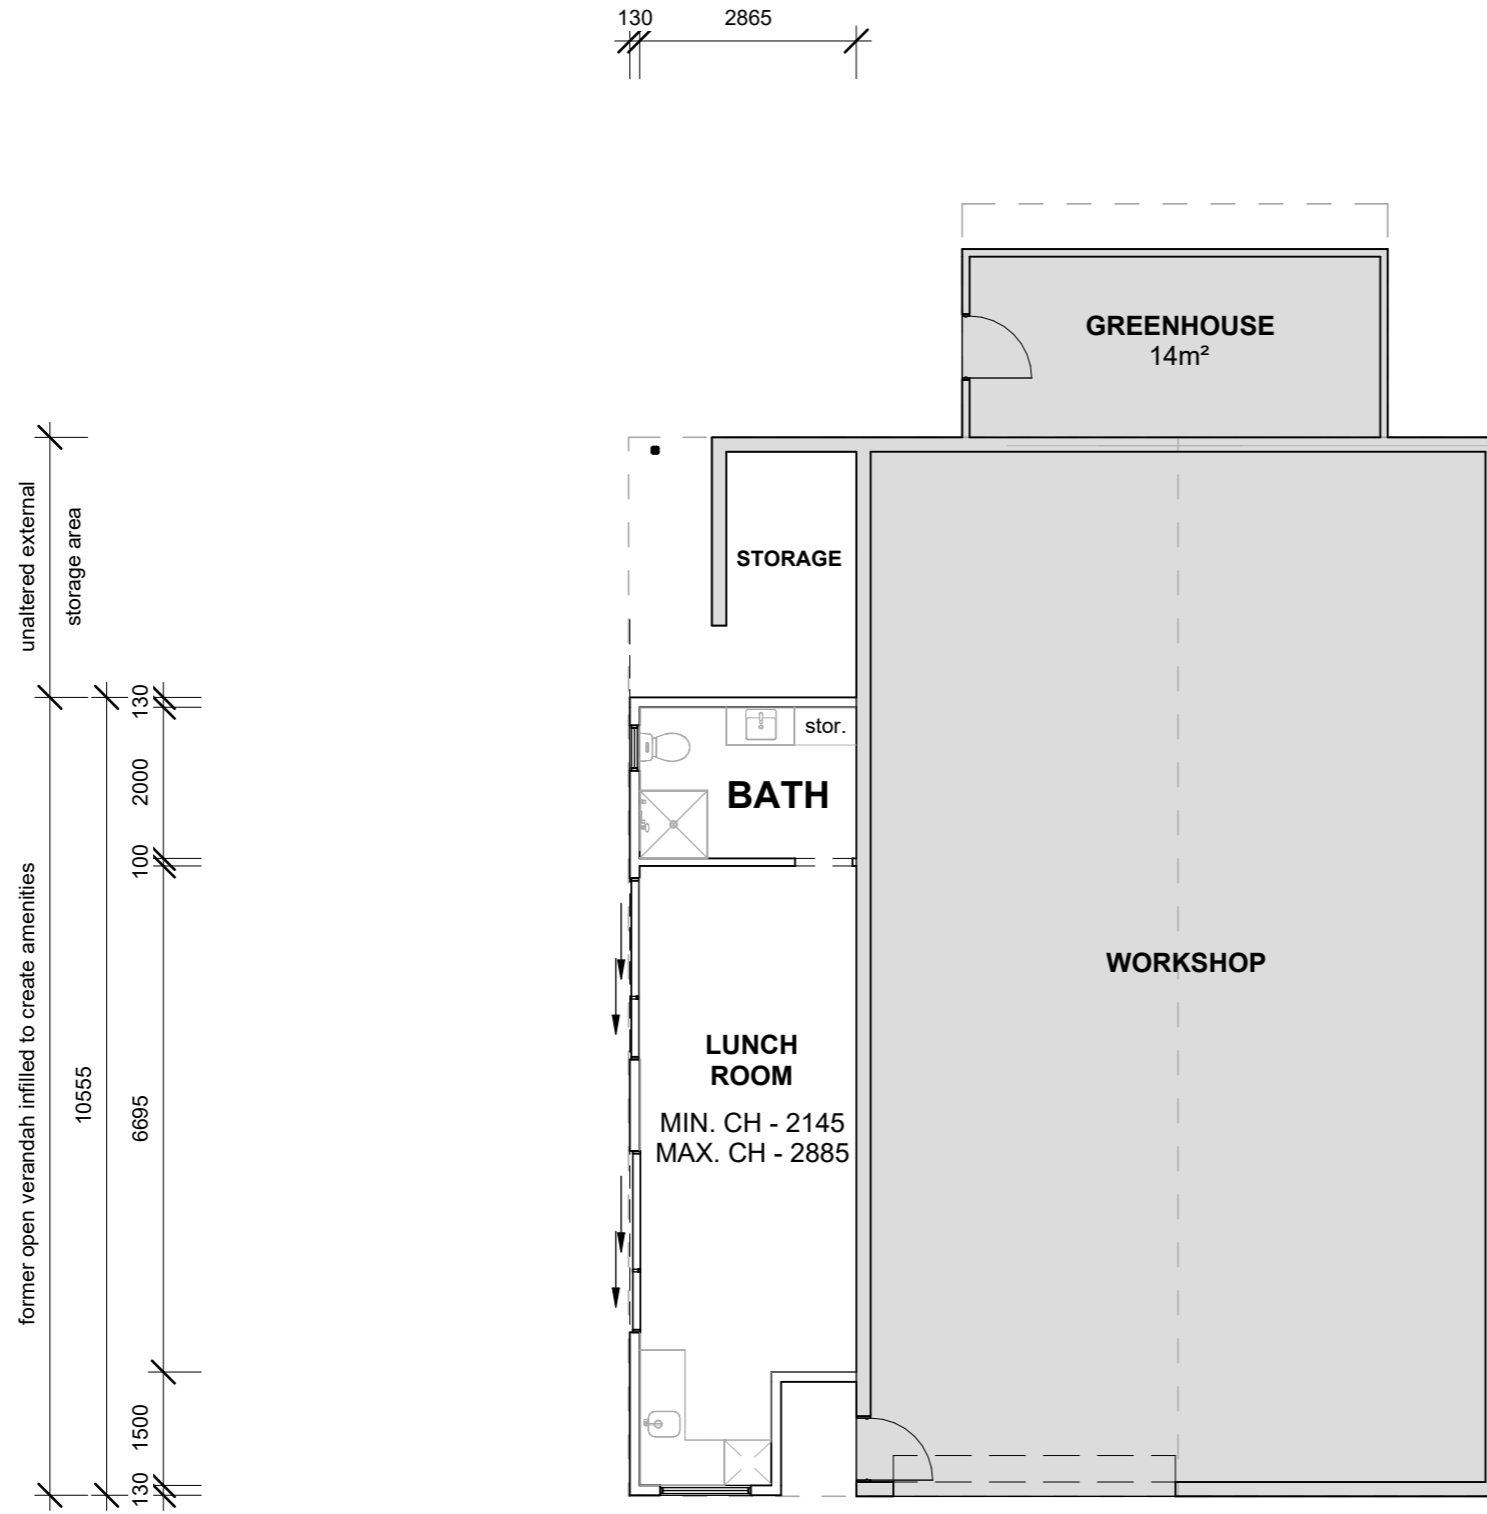 130
2865
GREENHOUSE
14m²
unaltered external
storage area
STORAGE
130
stor.
2000
BATH
100
former open verandah infilled to create amenities
WORKSHOP
LUNCH
ROOM
10555
6695
MIN. CH - 2145
MAX. CH - 2885
1500
130